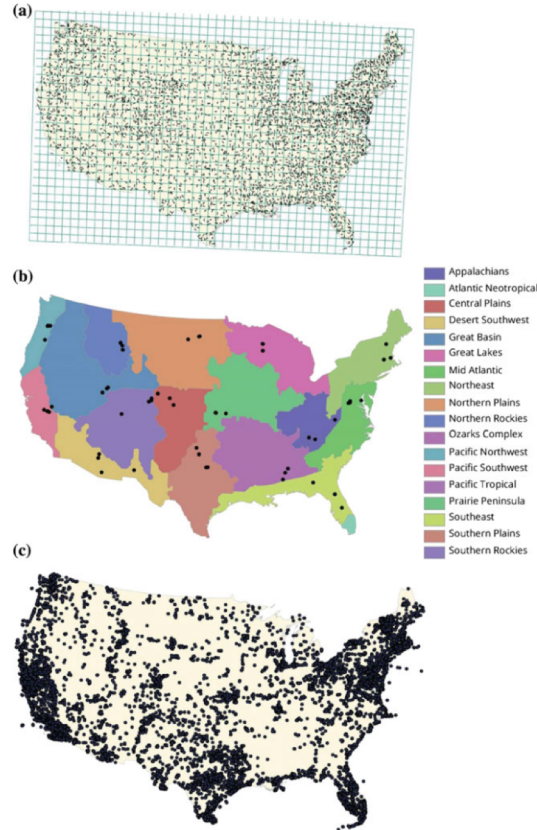 (a)
(b)
Appalachians
Atlantic Neotropical
Central Plains
Desert Southwest
Great Basin
Great Lakes
Mid Atlantic
Northeast
Northern Plains
Northern Rockies
Ozarks Complex
Pacific Northwest
Pacific Southwest
Pacific Tropical
Prairie Peninsula
Southeast
Southern Plains
Southern Rockies
(c)